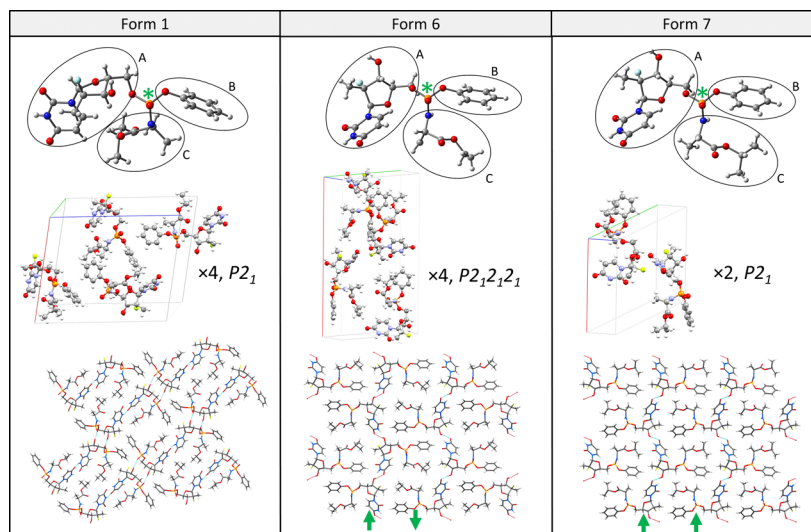 Form 1
Form 6
Form 7
A
B
C
*
×4, P2₁
A
B
C
*
×4, P2₁2₁2₁
A
B
C
*
×2, P2₁